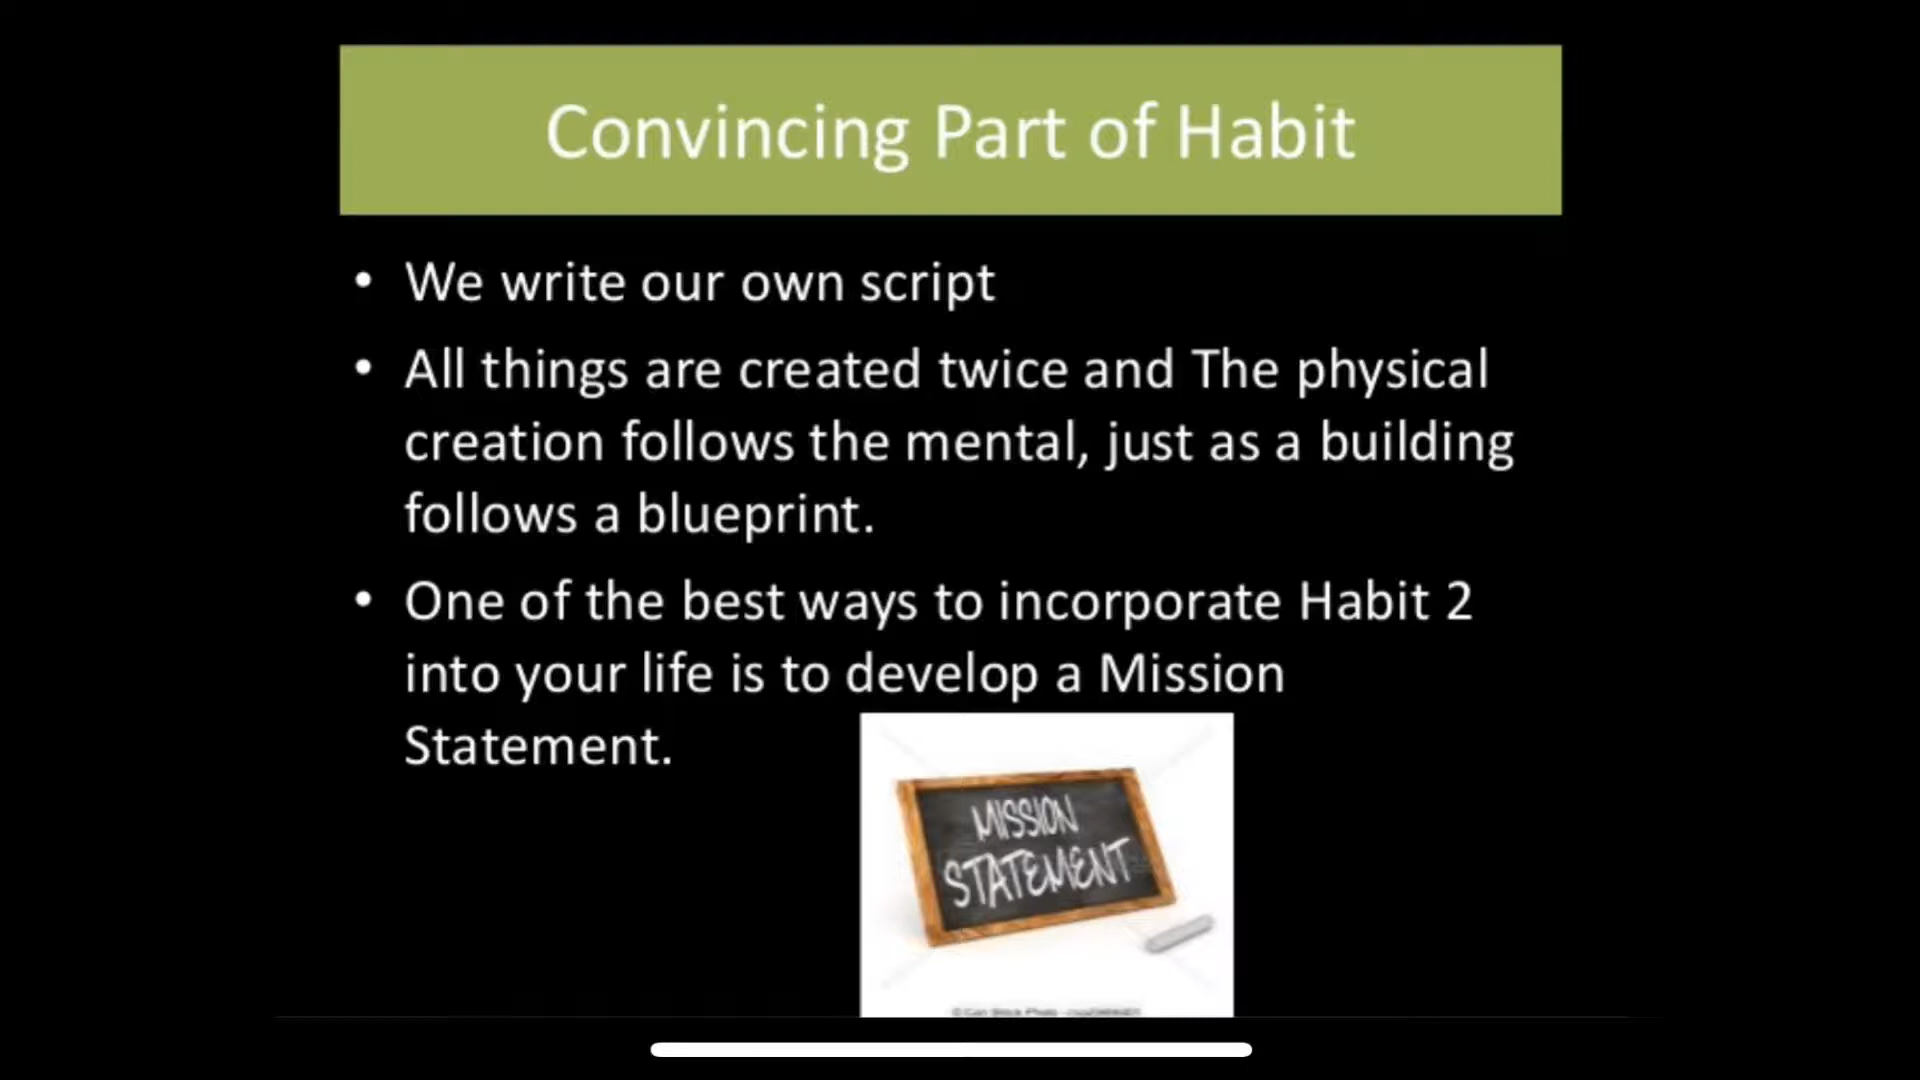 Convincing Part of Habit
• We write our own script
• All things are created twice and The physical
creation follows the mental, just as a building
follows a blueprint.
• One of the best ways to incorporate Habit 2
into your life is to develop a Mission
Statement.
MISSION
STATEMENT